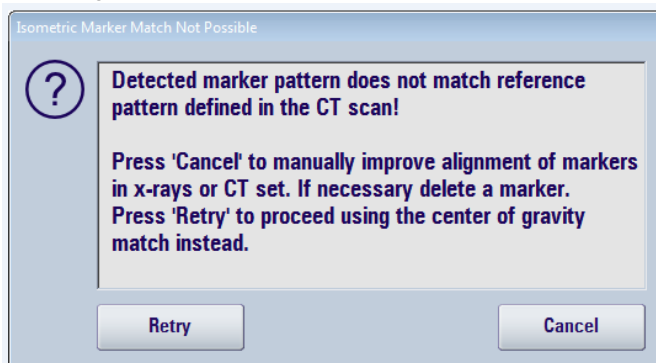 Isometric Marker Match Not Possible
?
Detected marker pattern does not match reference
pattern defined in the CT scan!
Press 'Cancel' to manually improve alignment of markers
in x-rays or CT set. If necessary delete a marker.
Press 'Retry' to proceed using the center of gravity
match instead.
Retry
Cancel